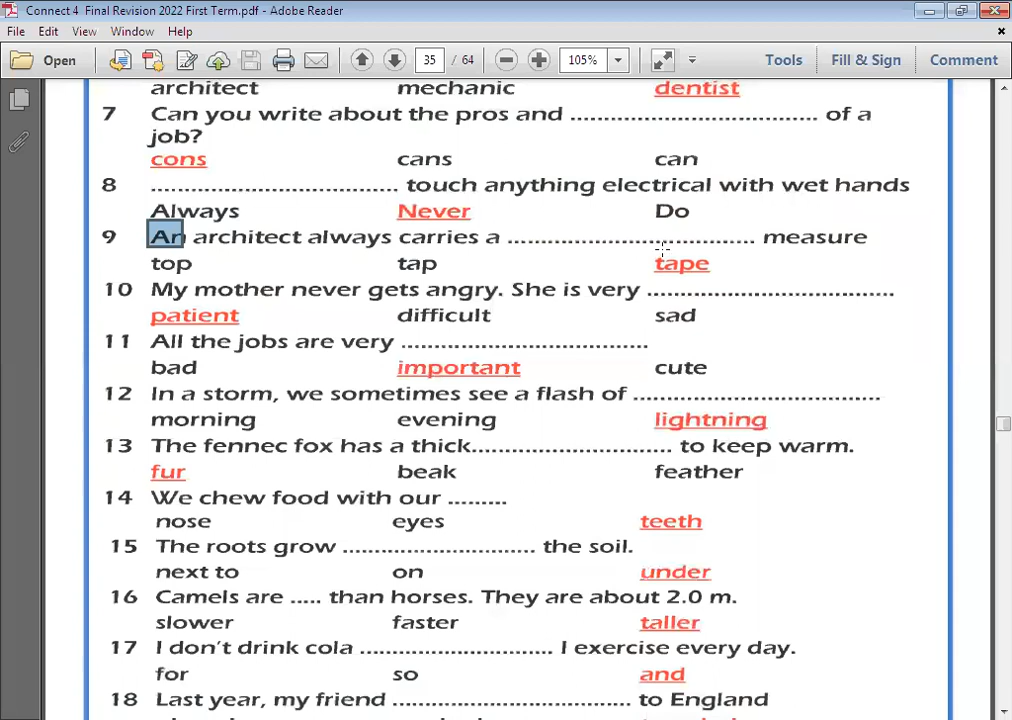 Connect 4 Final Revision 2022 First Term.pdf - Adobe Reader
File Edit View Window Help
Open 35 / 64 105% Tools Fill & Sign Comment
architect mechanic dentist
7 Can you write about the pros and ................................... of a
job?
cons cans can
8 ................................... touch anything electrical with wet hands
Always Never Do
9 An architect always carries a ................................... measure
top tap tape
10 My mother never gets angry. She is very ...................................
patient difficult sad
11 All the jobs are very ...................................
bad important cute
12 In a storm, we sometimes see a flash of ...................................
morning evening lightning
13 The fennec fox has a thick............................. to keep warm.
fur beak feather
14 We chew food with our .........
nose eyes teeth
15 The roots grow ............................ the soil.
next to on under
16 Camels are ..... than horses. They are about 2.0 m.
slower faster taller
17 I don't drink cola ............................ I exercise every day.
for so and
18 Last year, my friend .................................. to England